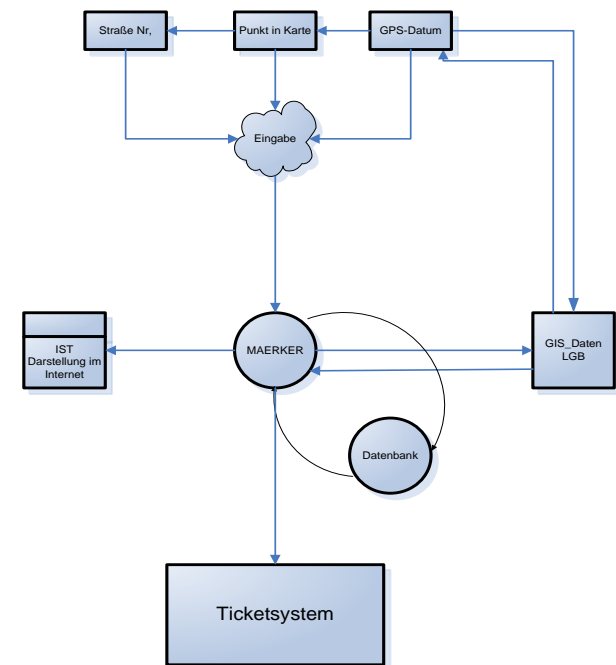 Straße Nr,
Punkt in Karte
GPS-Datum
Eingabe
IST
Darstellung im
Internet
MAERKER
GIS_Daten
LGB
Datenbank
Ticketsystem